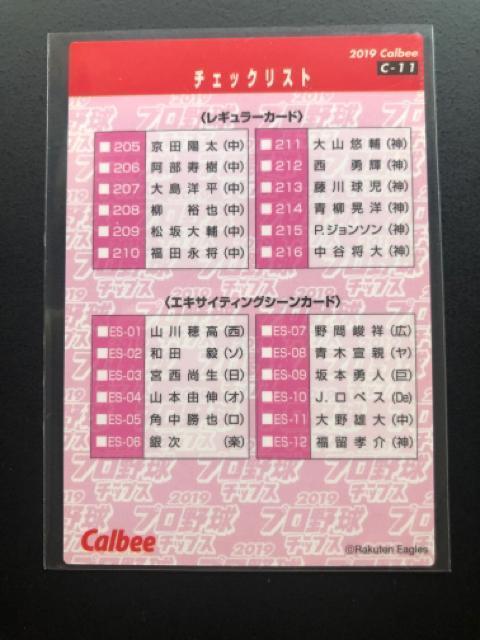 2019 Calbee
C-11
チェックリスト
〈レギュラーカード〉
205 京田陽太(中)
206 阿部寿樹(中)
207 大島洋平(中)
208 柳 裕也(中)
209 松坂大輔(中)
210 福田永将(中)
211 大山悠輔(神)
212 西 勇輝(神)
213 藤川球児(神)
214 青柳晃洋(神)
215 P.ジョンソン(神)
216 中谷将大(神)
〈エキサイティングシーンカード〉
ES-01 山川穂高(西)
ES-02 和田 毅(ソ)
ES-03 宮西尚生(日)
ES-04 山本由伸(オ)
ES-05 角中勝也(ロ)
ES-06 銀次 (楽)
ES-07 野間峻祥(広)
ES-08 青木宣親(ヤ)
ES-09 坂本勇人(巨)
ES-10 J.ロペス(De)
ES-11 大野雄大(中)
ES-12 福留孝介(神)
2019
プロ野球
チップス
Calbee
©Rakuten Eagles